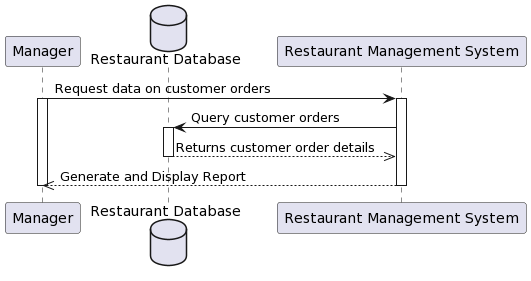 Manager
Restaurant Database
Restaurant Management System
Request data on customer orders
Query customer orders
Returns customer order details
Generate and Display Report
Manager
Restaurant Database
Restaurant Management System